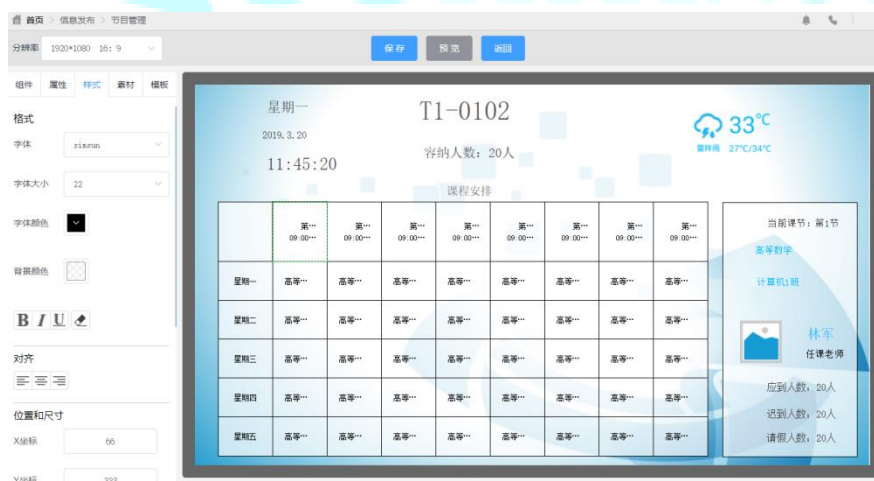 首页 〉 信息发布 〉 节目管理
分辨率 1920*1080 16:9
保存 预览 返回
组件 属性 样式 素材 模板
格式
字体 simsun
字体大小 22
字体颜色
背景颜色
B I U
对齐
位置和尺寸
X坐标 66
Y坐标 333
星期一
2019.3.20
11:45:20
T1-0102
容纳人数: 20人
课程安排
33℃
雷阵雨 27℃/34℃
第… 第… 第… 第… 第… 第… 第… 第…
09:00… 09:00… 09:00… 09:00… 09:00… 09:00… 09:00… 09:00…
星期一 高等… 高等… 高等… 高等… 高等… 高等… 高等… 高等…
星期二 高等… 高等… 高等… 高等… 高等… 高等… 高等… 高等…
星期三 高等… 高等… 高等… 高等… 高等… 高等… 高等… 高等…
星期四 高等… 高等… 高等… 高等… 高等… 高等… 高等… 高等…
星期五 高等… 高等… 高等… 高等… 高等… 高等… 高等… 高等…
当前课节: 第1节
高等数学
计算机1班
林军
任课老师
应到人数: 20人
迟到人数: 20人
请假人数: 20人